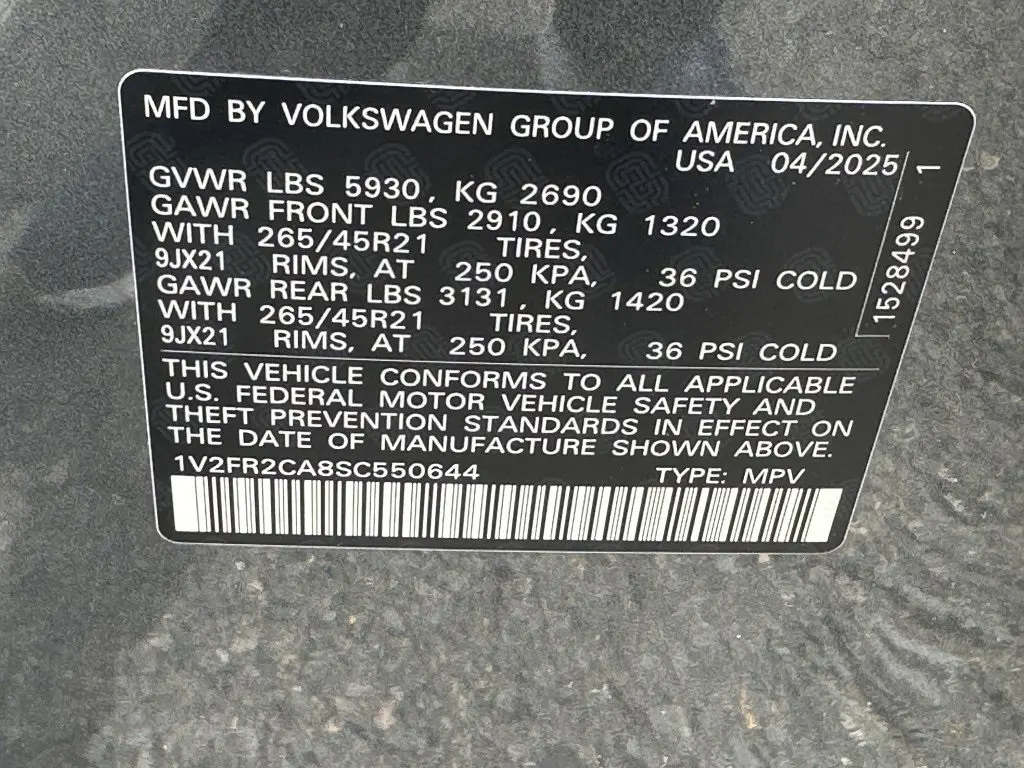 MFD BY VOLKSWAGEN GROUP OF AMERICA, INC.
USA 04/2025
GVWR LBS 5930, KG 2690
GAWR FRONT LBS 2910, KG 1320
WITH 265/45R21 TIRES,
9JX21 RIMS, AT 250 KPA, 36 PSI COLD
GAWR REAR LBS 3131, KG 1420
WITH 265/45R21 TIRES,
9JX21 RIMS, AT 250 KPA, 36 PSI COLD
THIS VEHICLE CONFORMS TO ALL APPLICABLE
U.S. FEDERAL MOTOR VEHICLE SAFETY AND
THEFT PREVENTION STANDARDS IN EFFECT ON
THE DATE OF MANUFACTURE SHOWN ABOVE.
1V2FR2CA8SC550644 TYPE: MPV
1528499 1